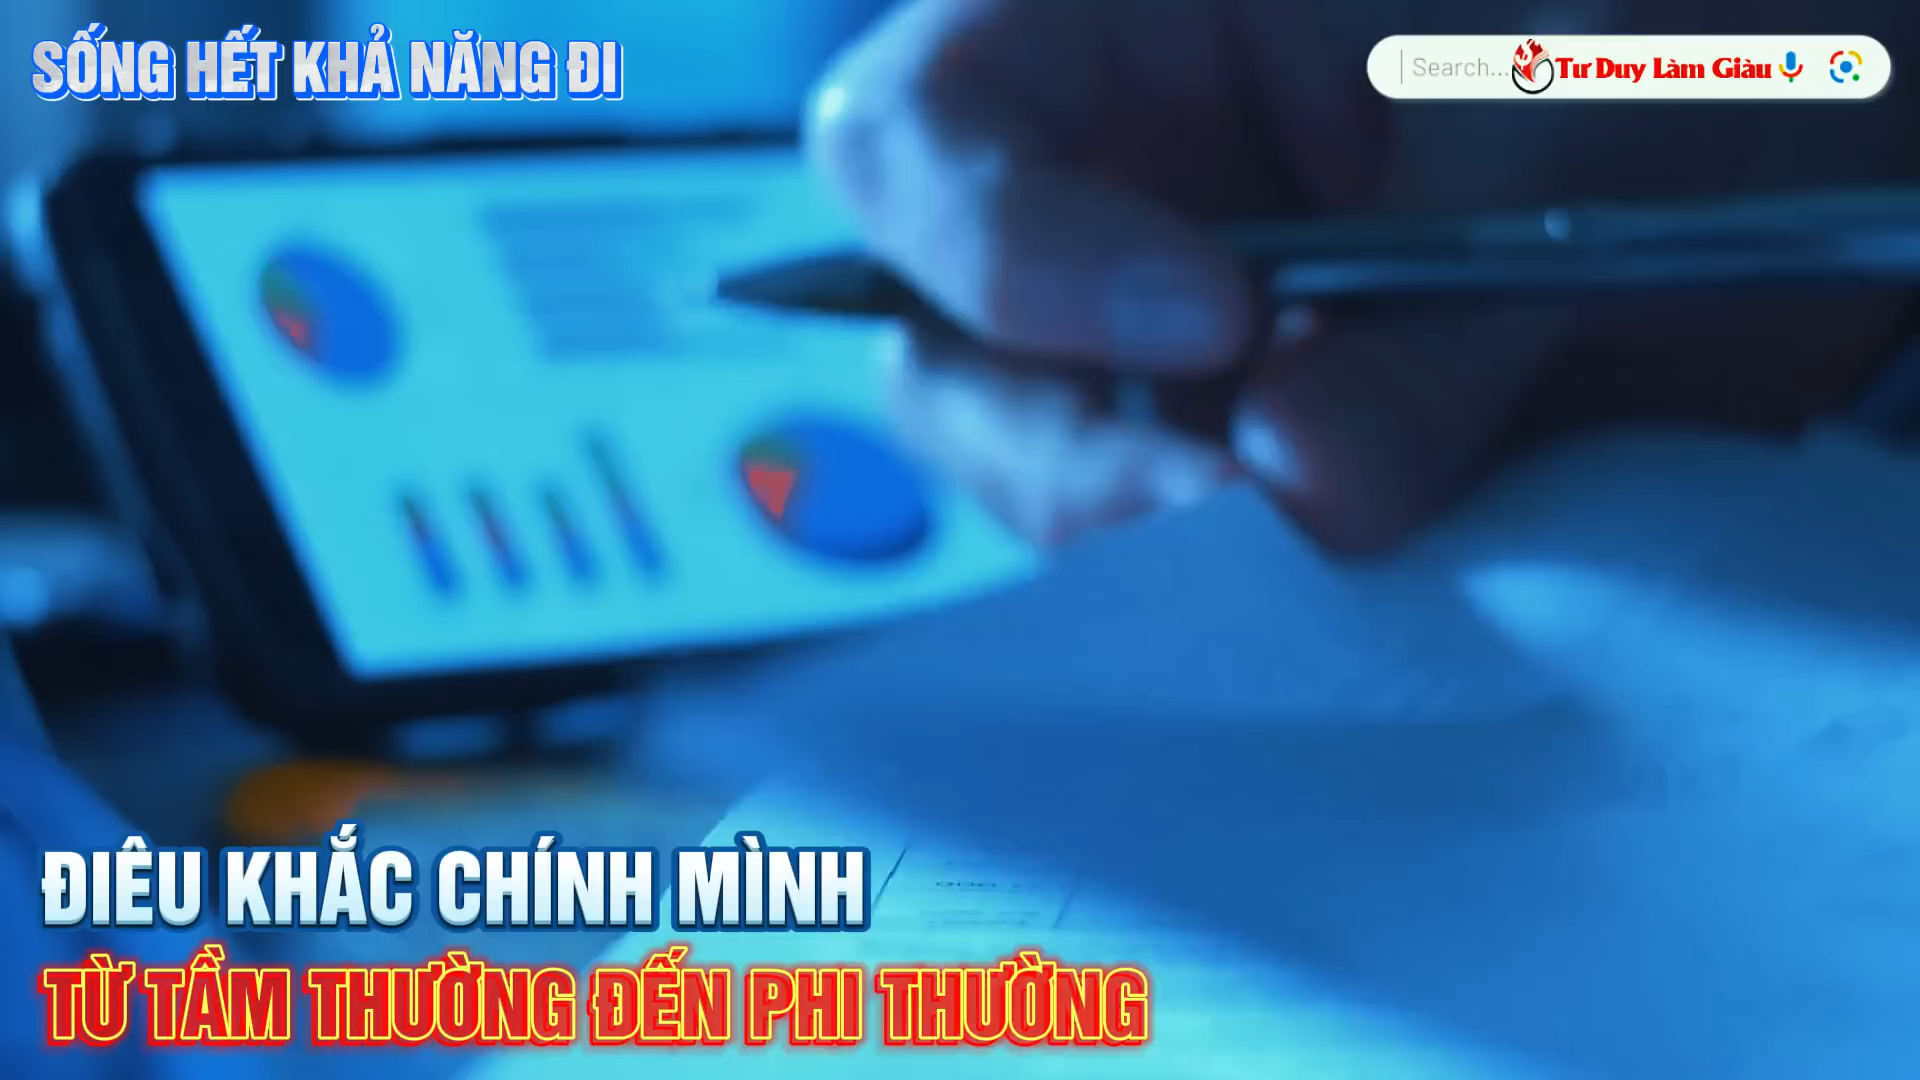 SỐNG HẾT KHẢ NĂNG ĐI
Search... Tư Duy Làm Giàu
ĐIÊU KHẮC CHÍNH MÌNH
TỪ TẦM THƯỜNG ĐẾN PHI THƯỜNG